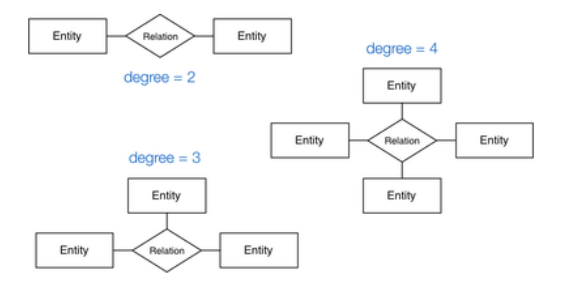 Entity Relation Entity
degree = 2
degree = 4
Entity
Entity Relation Entity
Entity
degree = 3
Entity
Entity Relation Entity